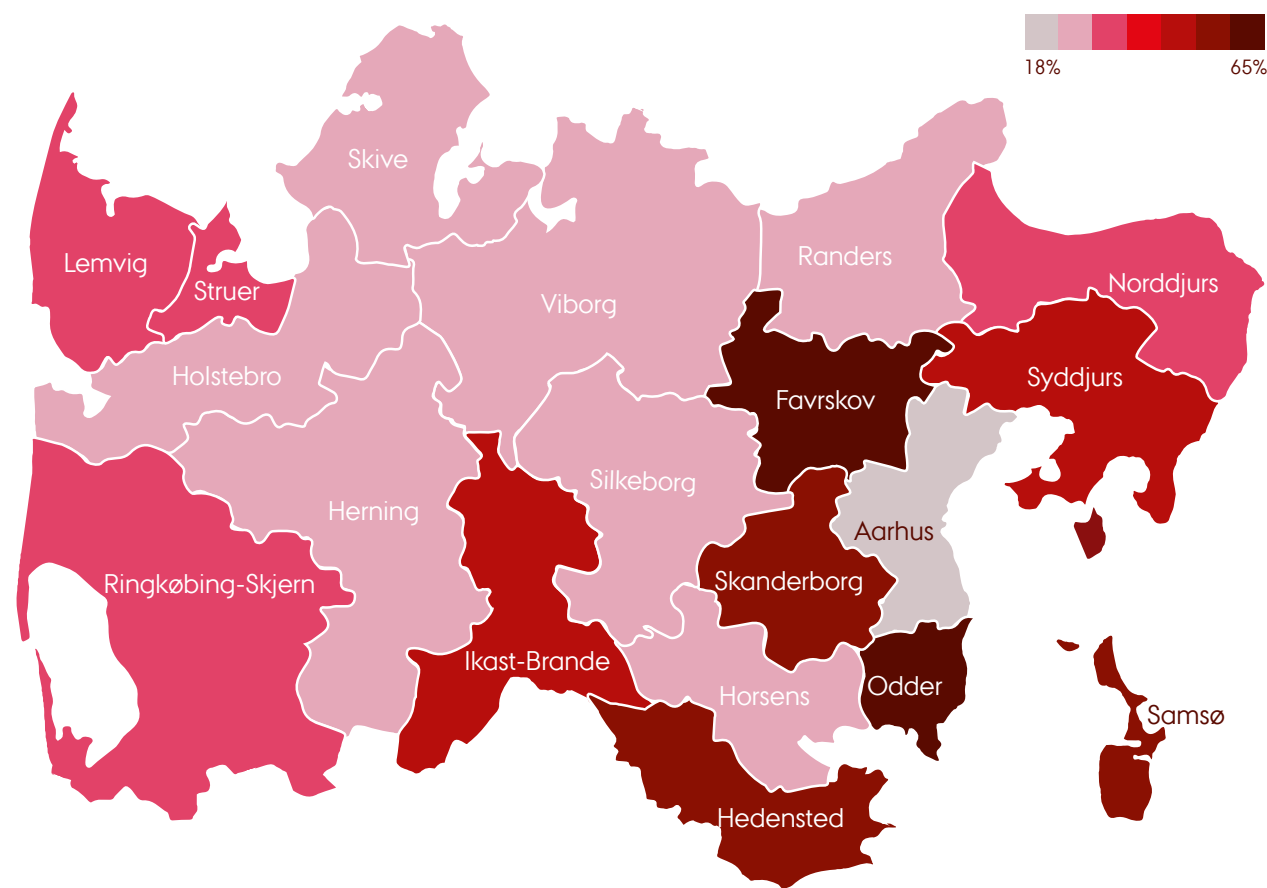 18%
65%
Skive
Lemvig
Struer
Randers
Norddjurs
Viborg
Holstebro
Favrskov
Syddjurs
Silkeborg
Herning
Aarhus
Ringkøbing-Skjern
Skanderborg
Ikast-Brande
Horsens
Odder
Samsø
Hedensted